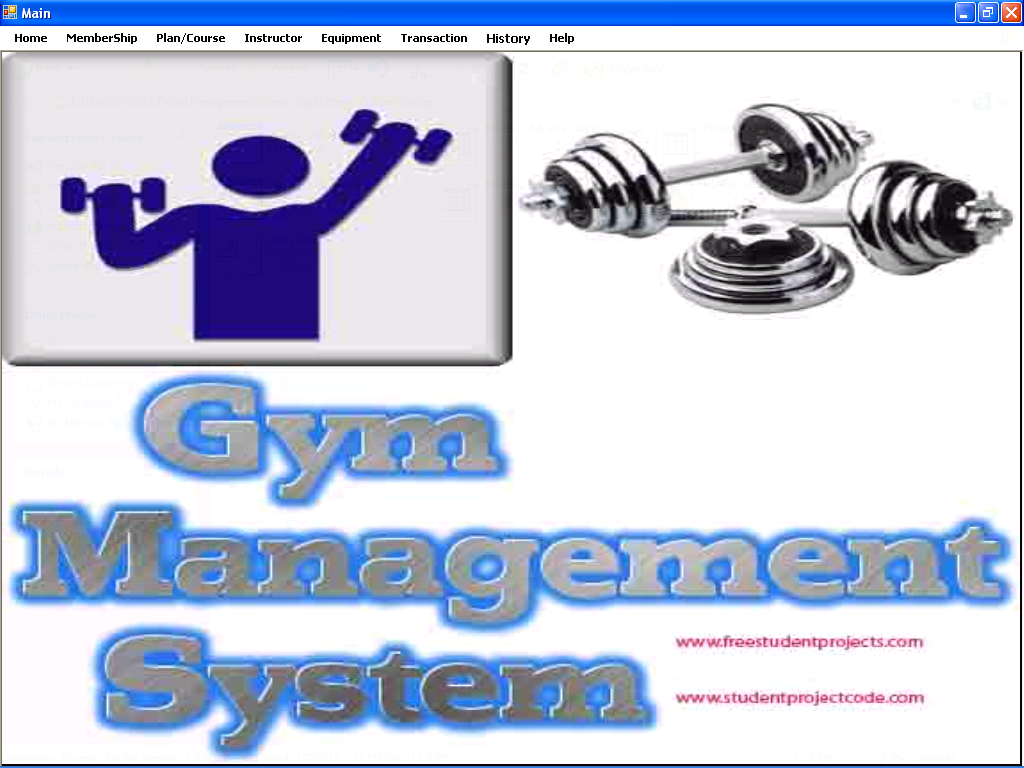 Main
Home MemberShip Plan/Course Instructor Equipment Transaction History Help
Gym
Management
System
www.freestudentprojects.com
www.studentprojectcode.com